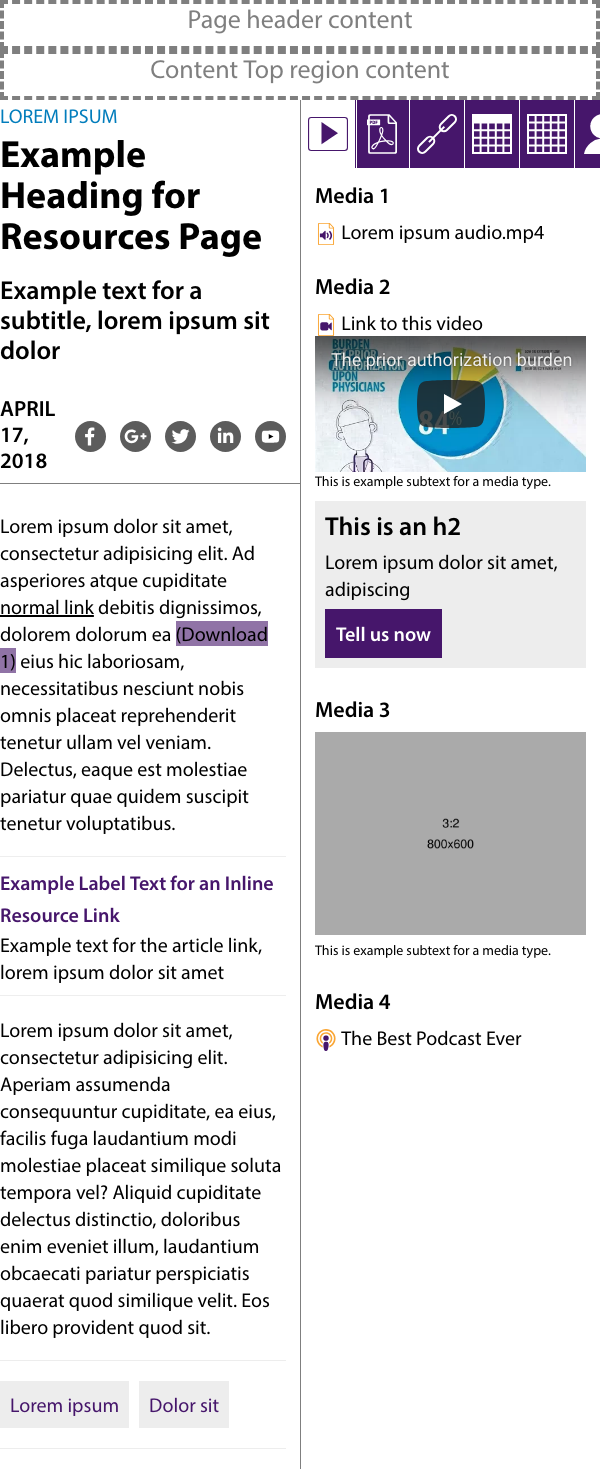 Page header content
Content Top region content
LOREM IPSUM
Example
Heading for
Resources Page
Example text for a
subtitle, lorem ipsum sit
dolor
APRIL
17,
2018
Lorem ipsum dolor sit amet,
consectetur adipisicing elit. Ad
asperiores atque cupiditate
normal link debitis dignissimos,
dolorem dolorum ea (Download
1) eius hic laboriosam,
necessitatibus nesciunt nobis
omnis placeat reprehenderit
tenetur ullam vel veniam.
Delectus, eaque est molestiae
pariatur quae quidem suscipit
tenetur voluptatibus.
Example Label Text for an Inline
Resource Link
Example text for the article link,
lorem ipsum dolor sit amet
Lorem ipsum dolor sit amet,
consectetur adipisicing elit.
Aperiam assumenda
consequuntur cupiditate, ea eius,
facilis fuga laudantium modi
molestiae placeat similique soluta
tempora vel? Aliquid cupiditate
delectus distinctio, doloribus
enim eveniet illum, laudantium
obcaecati pariatur perspiciatis
quaerat quod similique velit. Eos
libero provident quod sit.
Lorem ipsum
Dolor sit
PDF
Media 1
Lorem ipsum audio.mp4
Media 2
Link to this video
The prior authorization burden
BURDEN
AUTHORIZATION
UPON
PHYSICIANS
84%
This is example subtext for a media type.
This is an h2
Lorem ipsum dolor sit amet,
adipiscing
Tell us now
Media 3
3:2
800x600
This is example subtext for a media type.
Media 4
The Best Podcast Ever